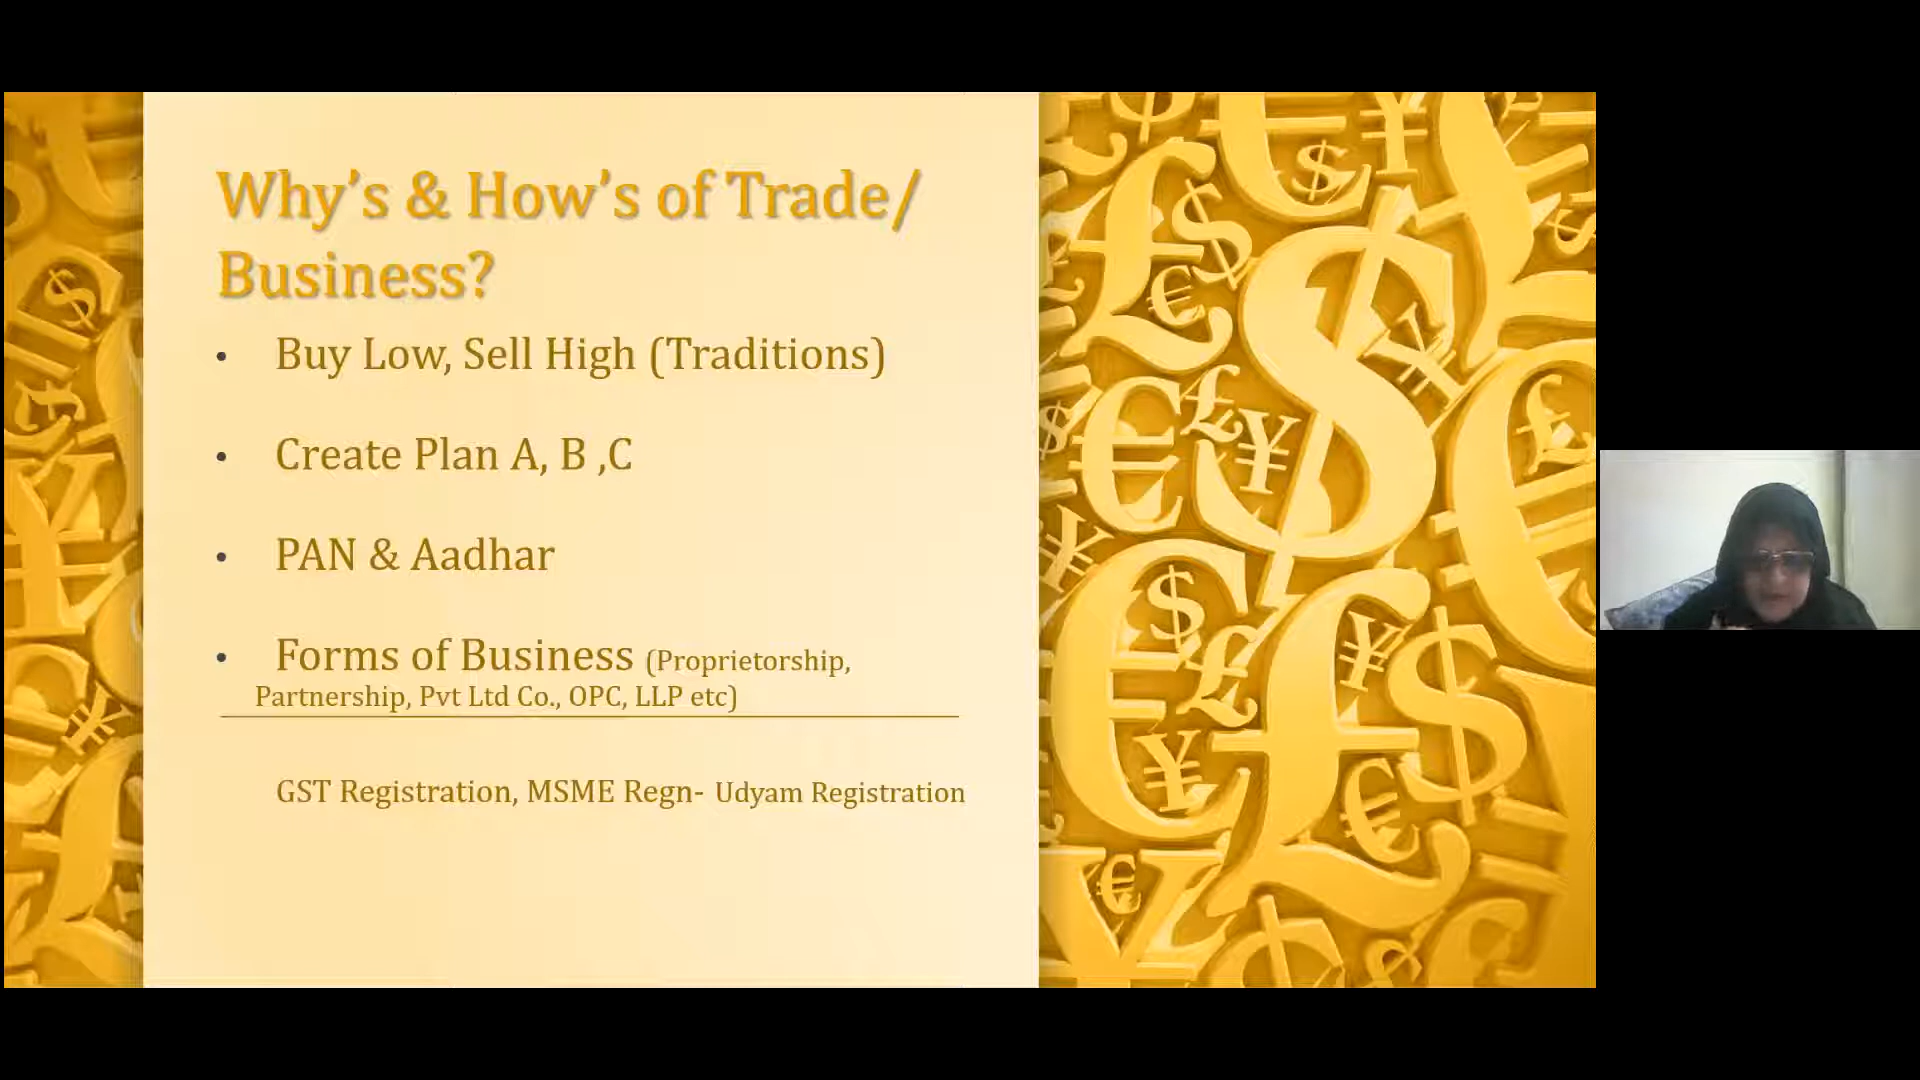 Why’s & How’s of Trade/
Business?
• Buy Low, Sell High (Traditions)
• Create Plan A, B ,C
• PAN & Aadhar
• Forms of Business (Proprietorship,
Partnership, Pvt Ltd Co., OPC, LLP etc)
GST Registration, MSME Regn- Udyam Registration